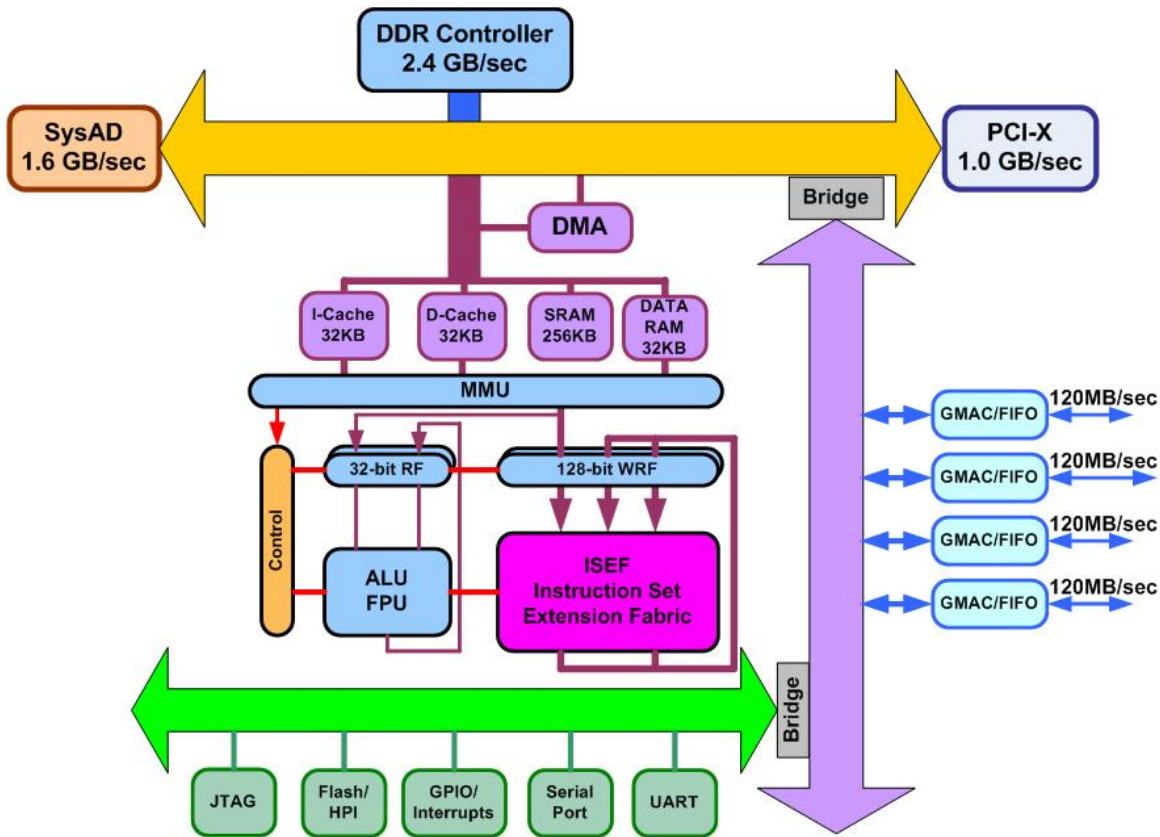 DDR Controller
2.4 GB/sec
SysAD
1.6 GB/sec
PCI-X
1.0 GB/sec
Bridge
DMA
I-Cache
32KB
D-Cache
32KB
SRAM
256KB
DATA
RAM
32KB
MMU
32-bit RF
128-bit WRF
Control
ALU
FPU
ISEF
Instruction Set
Extension Fabric
GMAC/FIFO
120MB/sec
GMAC/FIFO
120MB/sec
GMAC/FIFO
120MB/sec
GMAC/FIFO
120MB/sec
Bridge
JTAG
Flash/
HPI
GPIO/
Interrupts
Serial
Port
UART